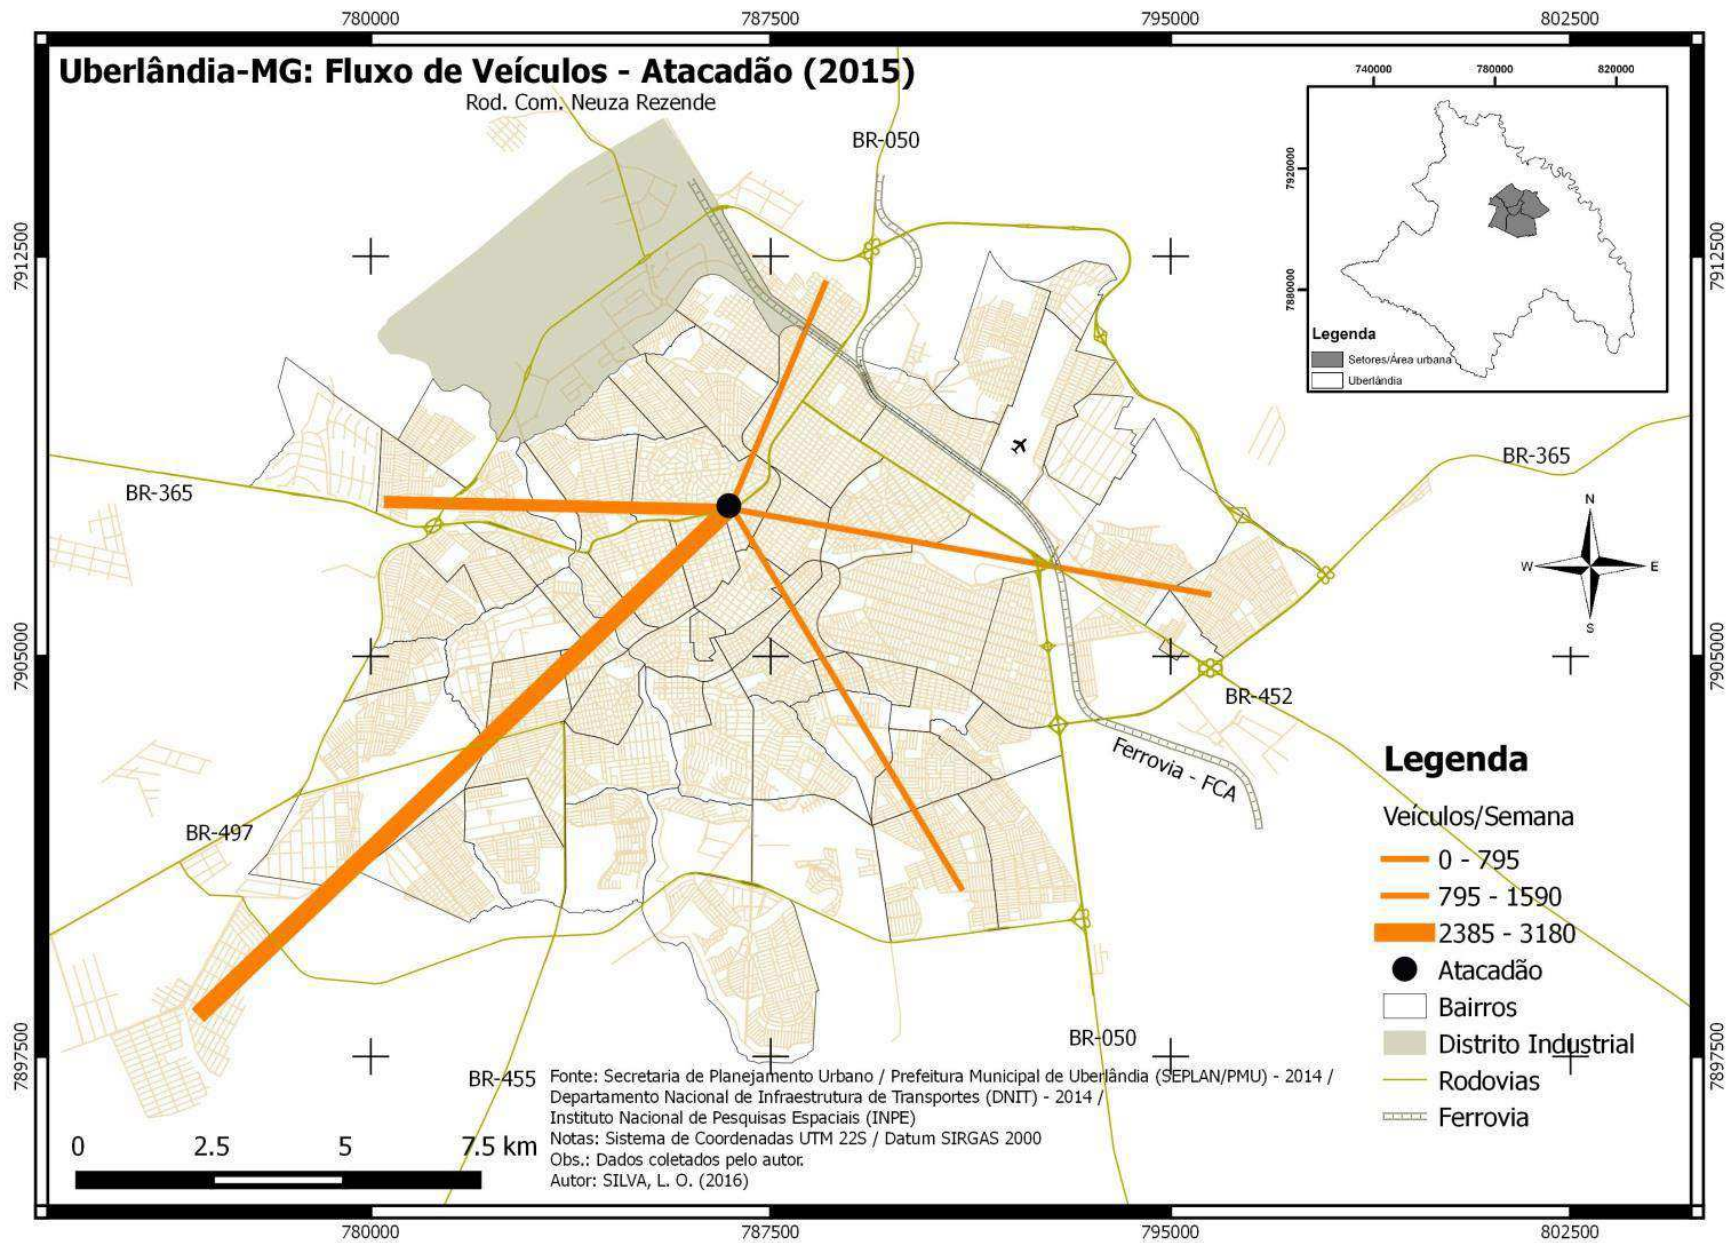 780000
787500
795000
802500
Uberlândia-MG: Fluxo de Veículos - Atacadão (2015)
Rod. Com. Neuza Rezende
BR-050
740000
780000
820000
7920000
7880000
Legenda
Setores/Área urbana
Uberlândia
7912500
7912500
BR-365
BR-365
N
W
E
S
7905000
7905000
BR-452
Ferrovia - FCA
BR-497
Legenda
Veículos/Semana
0 - 795
795 - 1590
2385 - 3180
Atacadão
Bairros
Distrito Industrial
Rodovias
Ferrovia
7897500
7897500
BR-050
BR-455
Fonte: Secretaria de Planejamento Urbano / Prefeitura Municipal de Uberlândia (SEPLAN/PMU) - 2014 /
Departamento Nacional de Infraestrutura de Transportes (DNIT) - 2014 /
Instituto Nacional de Pesquisas Espaciais (INPE)
Notas: Sistema de Coordenadas UTM 22S / Datum SIRGAS 2000
Obs.: Dados coletados pelo autor.
Autor: SILVA, L. O. (2016)
0 2.5 5 7.5 km
780000
787500
795000
802500